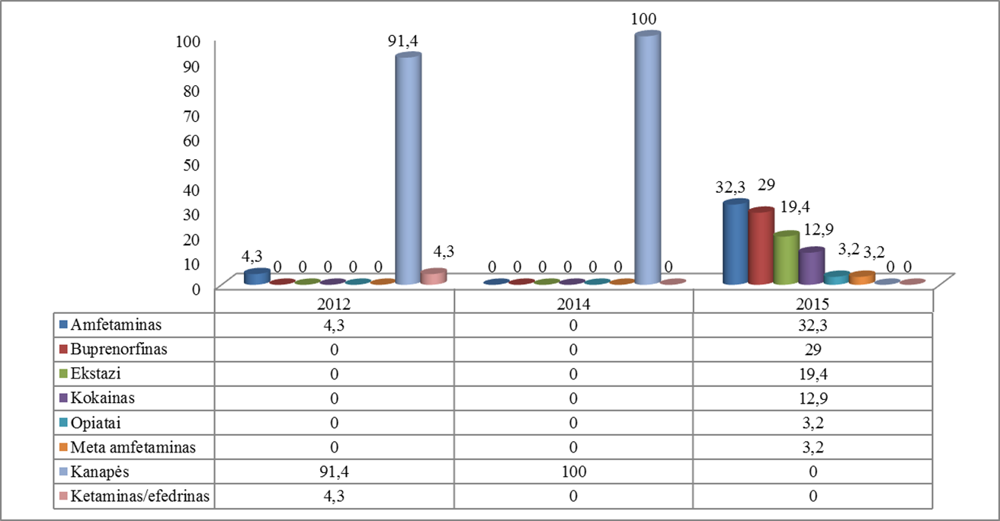 100
91,4
100
90
80
70
60
50
40
32,3 29
30
19,4
20
12,9
10
4,3 0 0 0 0 0 4,3 0 0 0 0 0 0 0 3,2 3,2 0 0
0
2012 2014 2015
Amfetaminas 4,3 0 32,3
Buprenorfinas 0 0 29
Ekstazi 0 0 19,4
Kokainas 0 0 12,9
Opiatai 0 0 3,2
Meta amfetaminas 0 0 3,2
Kanapės 91,4 100 0
Ketaminas/efedrinas 4,3 0 0